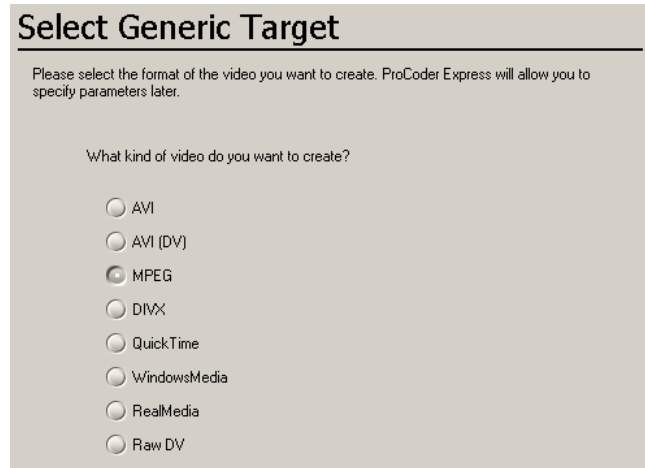 Select Generic Target
Please select the format of the video you want to create. ProCoder Express will allow you to
specify parameters later.
What kind of video do you want to create?
AVI
AVI (DV)
MPEG
DIVX
QuickTime
WindowsMedia
RealMedia
Raw DV